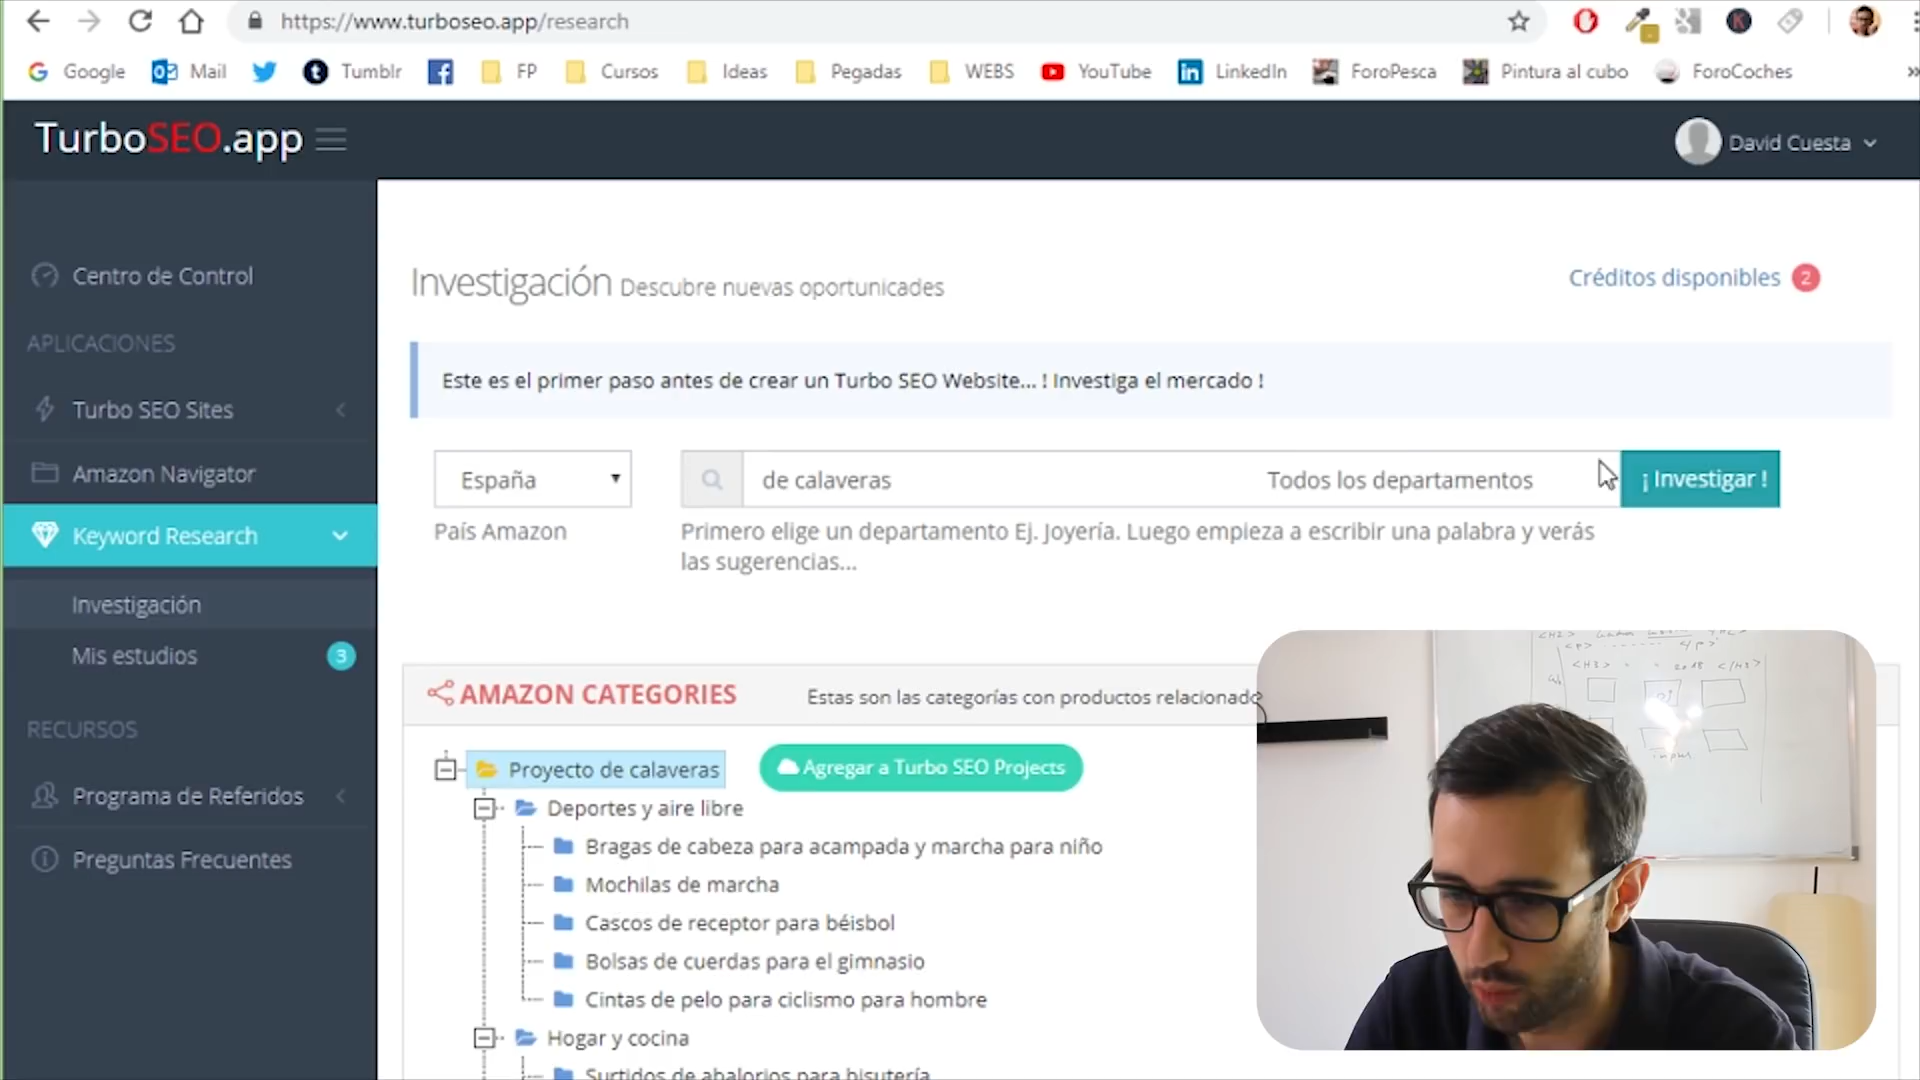 https://www.turboseo.app/research
Google
Mail
Tumblr
FP
Cursos
Ideas
Pegadas
WEBS
YouTube
LinkedIn
ForoPesca
Pintura al cubo
ForoCoches
TurboSEO.app
David Cuesta
Centro de Control
APLICACIONES
Turbo SEO Sites
Amazon Navigator
Keyword Research
Investigación
Mis estudios 3
RECURSOS
Programa de Referidos
Preguntas Frecuentes
Investigación Descubre nuevas oportunicades
Créditos disponibles 2
Este es el primer paso antes de crear un Turbo SEO Website... ! Investiga el mercado !
España
de calaveras
Todos los departamentos
¡ Investigar !
País Amazon
Primero elige un departamento Ej. Joyería. Luego empieza a escribir una palabra y verás
las sugerencias...
AMAZON CATEGORIES
Estas son las categorías con productos relacionado
Proyecto de calaveras
Agregar a Turbo SEO Projects
Deportes y aire libre
Bragas de cabeza para acampada y marcha para niño
Mochilas de marcha
Cascos de receptor para béisbol
Bolsas de cuerdas para el gimnasio
Cintas de pelo para ciclismo para hombre
Hogar y cocina
Surtidos de abalorios para bisutería